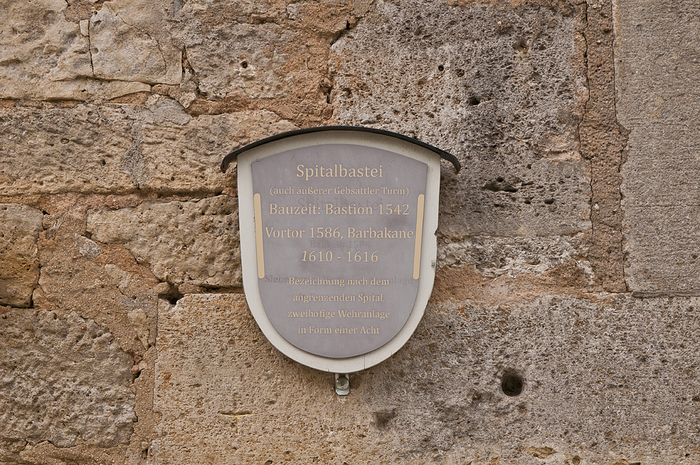 Spitalbastei
(auch äußerer Gebsattler Turm)
Bauzeit: Bastion 1542
Vortor 1586, Barbakane
1610 - 1616
Bezeichnung nach dem
angrenzenden Spital
zweihöfige Wehranlage
in Form einer Acht